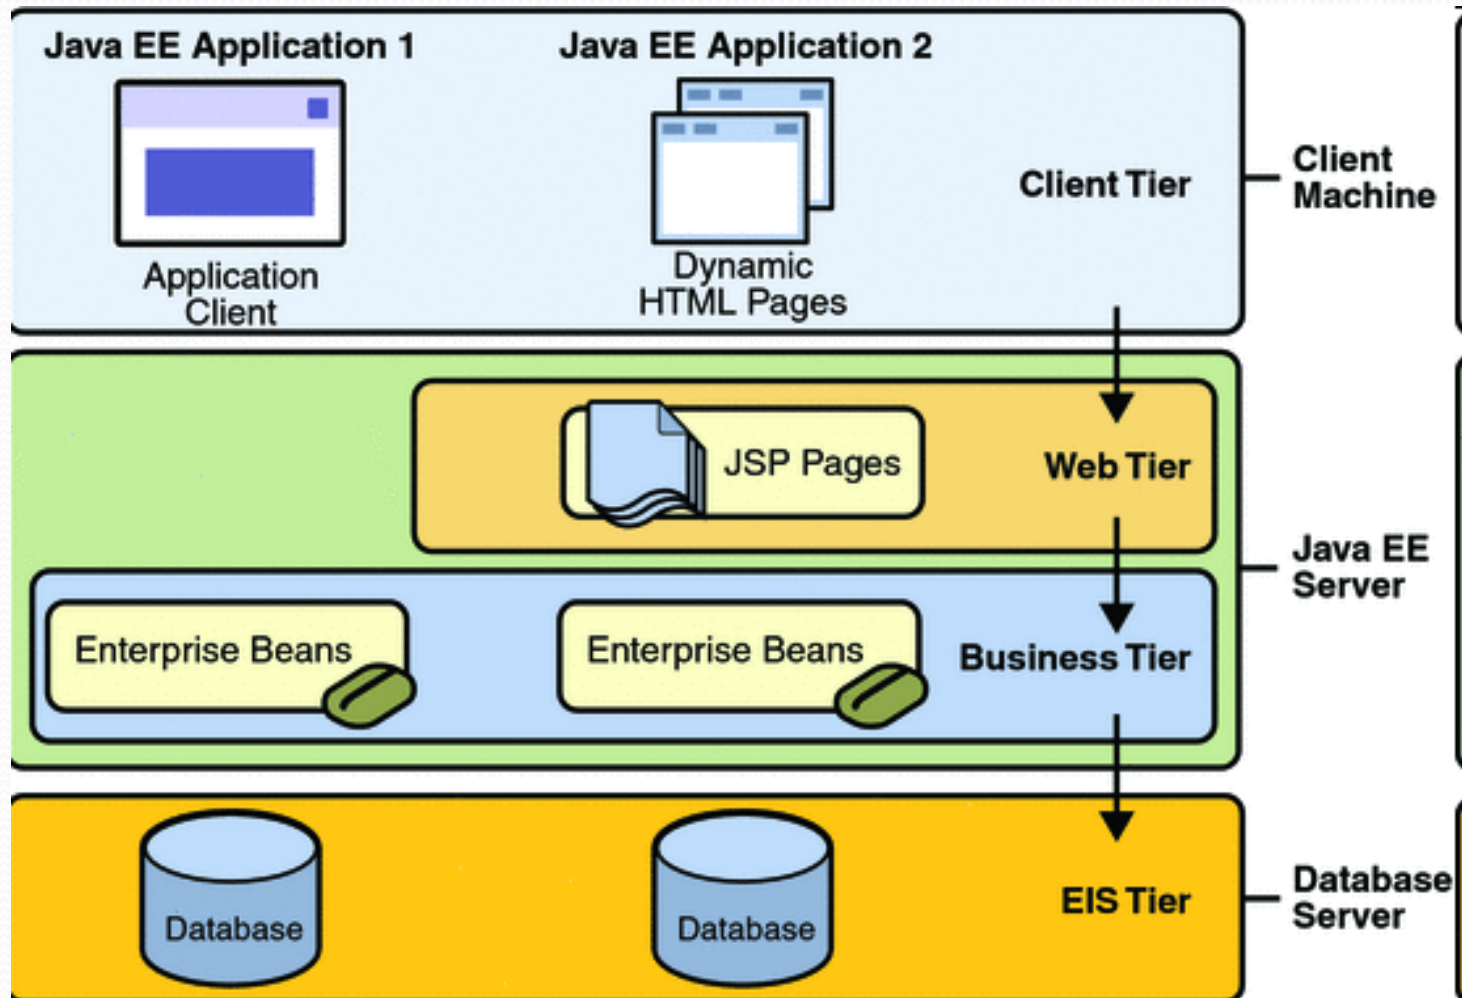 Java EE Application 1
Java EE Application 2
Application
Client
Dynamic
HTML Pages
Client Tier
Client
Machine
JSP Pages
Web Tier
Java EE
Server
Enterprise Beans
Enterprise Beans
Business Tier
Database
Database
EIS Tier
Database
Server